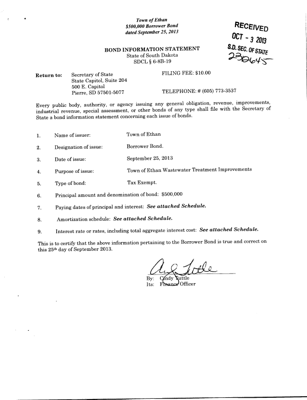 Town of Ethan
$500,000 Borrower Bond
dated September 25, 2013
RECEIVED
OCT - 3 2013
S.D. SEC. OF STATE
230645
BOND INFORMATION STATEMENT
State of South Dakota
SDCL § 6-8B-19
Return to: Secretary of State FILING FEE: $10.00
State Capitol, Suite 204
500 E. Capitol
Pierre, SD 57501-5077 TELEPHONE: # (605) 773-3537
Every public body, authority, or agency issuing any general obligation, revenue, improvements,
industrial revenue, special assessment, or other bonds of any type shall file with the Secretary of
State a bond information statement concerning each issue of bonds.
1. Name of issuer: Town of Ethan
2. Designation of issue: Borrower Bond.
3. Date of issue: September 25, 2013
4. Purpose of issue: Town of Ethan Wastewater Treatment Improvements
5. Type of bond: Tax Exempt.
6. Principal amount and denomination of bond: $500,000
7. Paying dates of principal and interest: See attached Schedule.
8. Amortization schedule: See attached Schedule.
9. Interest rate or rates, including total aggregate interest cost: See attached Schedule.
This is to certify that the above information pertaining to the Borrower Bond is true and correct on
this 25th day of September 2013.
By: Cindy Tuttle
Its: Finance Officer